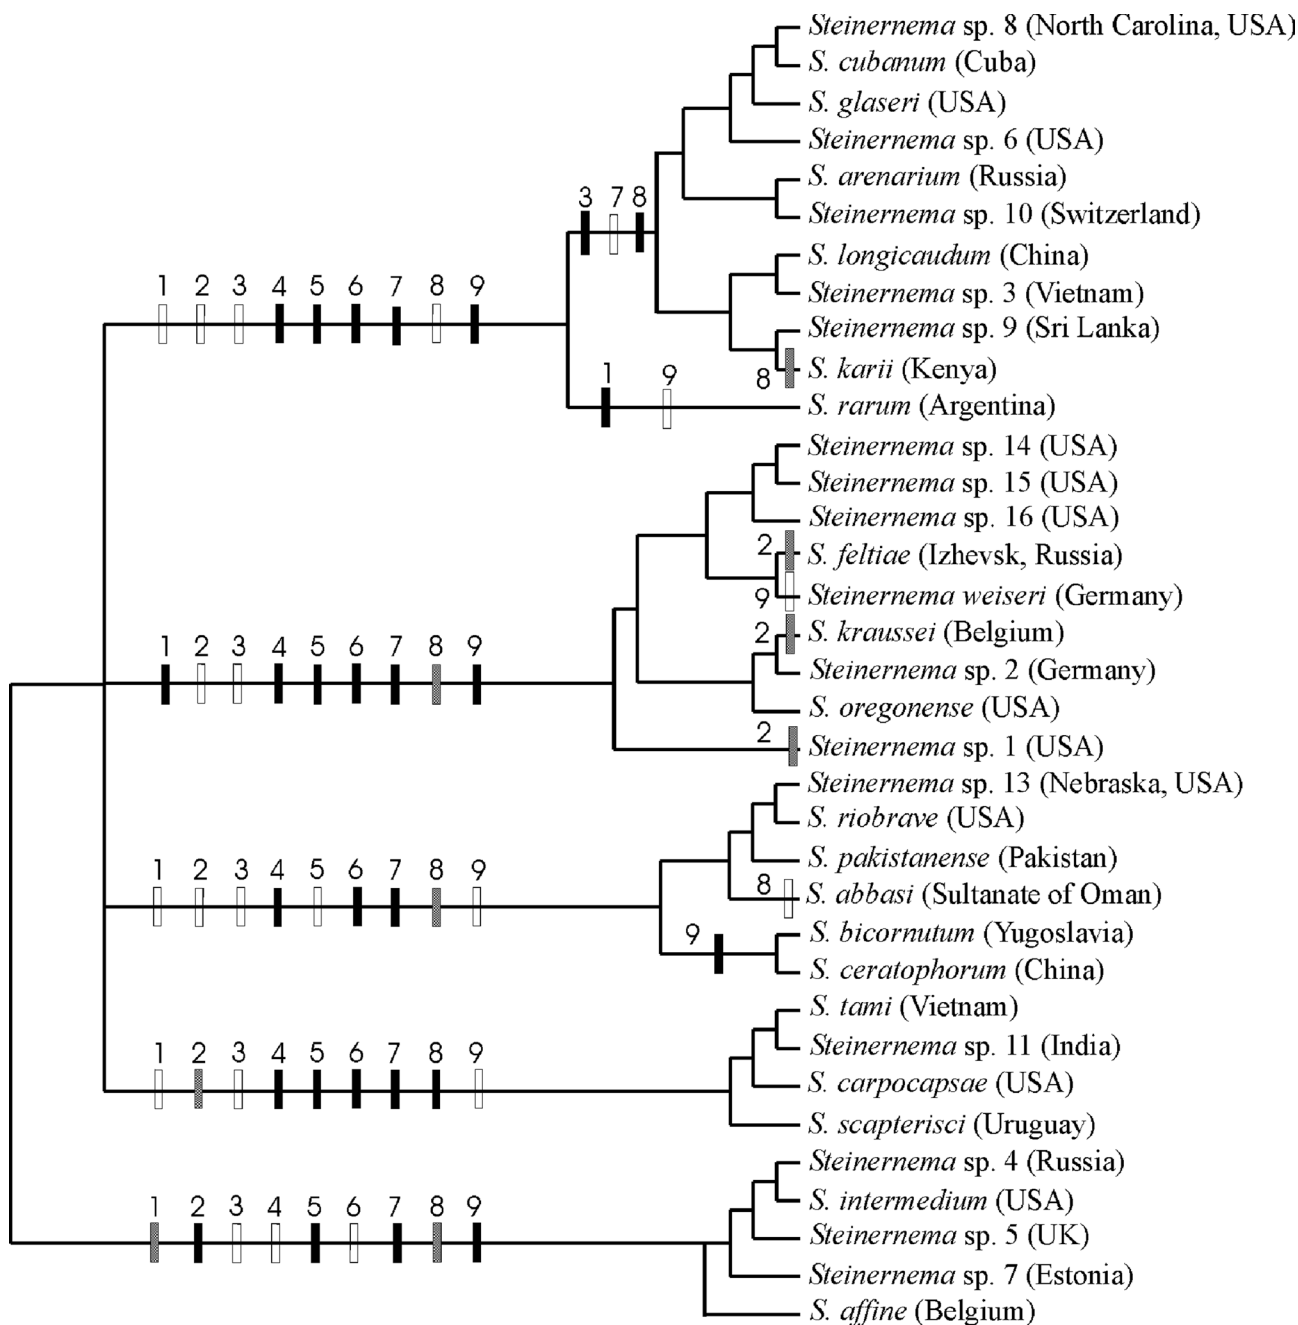 Steinernema sp. 8 (North Carolina, USA)
S. cubanum (Cuba)
S. glaseri (USA)
Steinernema sp. 6 (USA)
S. arenarium (Russia)
3 7 8
Steinernema sp. 10 (Switzerland)
S. longicaudum (China)
1 2 3 4 5 6 7 8 9
Steinernema sp. 3 (Vietnam)
Steinernema sp. 9 (Sri Lanka)
8
S. karii (Kenya)
1 9
S. rarum (Argentina)
Steinernema sp. 14 (USA)
Steinernema sp. 15 (USA)
Steinernema sp. 16 (USA)
2
S. feltiae (Izhevsk, Russia)
9
Steinernema weiseri (Germany)
2
S. kraussei (Belgium)
1 2 3 4 5 6 7 8 9
Steinernema sp. 2 (Germany)
S. oregonense (USA)
2
Steinernema sp. 1 (USA)
Steinernema sp. 13 (Nebraska, USA)
S. riobrave (USA)
S. pakistanense (Pakistan)
1 2 3 4 5 6 7 8 9
8
S. abbasi (Sultanate of Oman)
9
S. bicornutum (Yugoslavia)
S. ceratophorum (China)
S. tami (Vietnam)
1 2 3 4 5 6 7 8 9
Steinernema sp. 11 (India)
S. carpocapsae (USA)
S. scapterisci (Uruguay)
Steinernema sp. 4 (Russia)
S. intermedium (USA)
1 2 3 4 5 6 7 8 9
Steinernema sp. 5 (UK)
Steinernema sp. 7 (Estonia)
S. affine (Belgium)